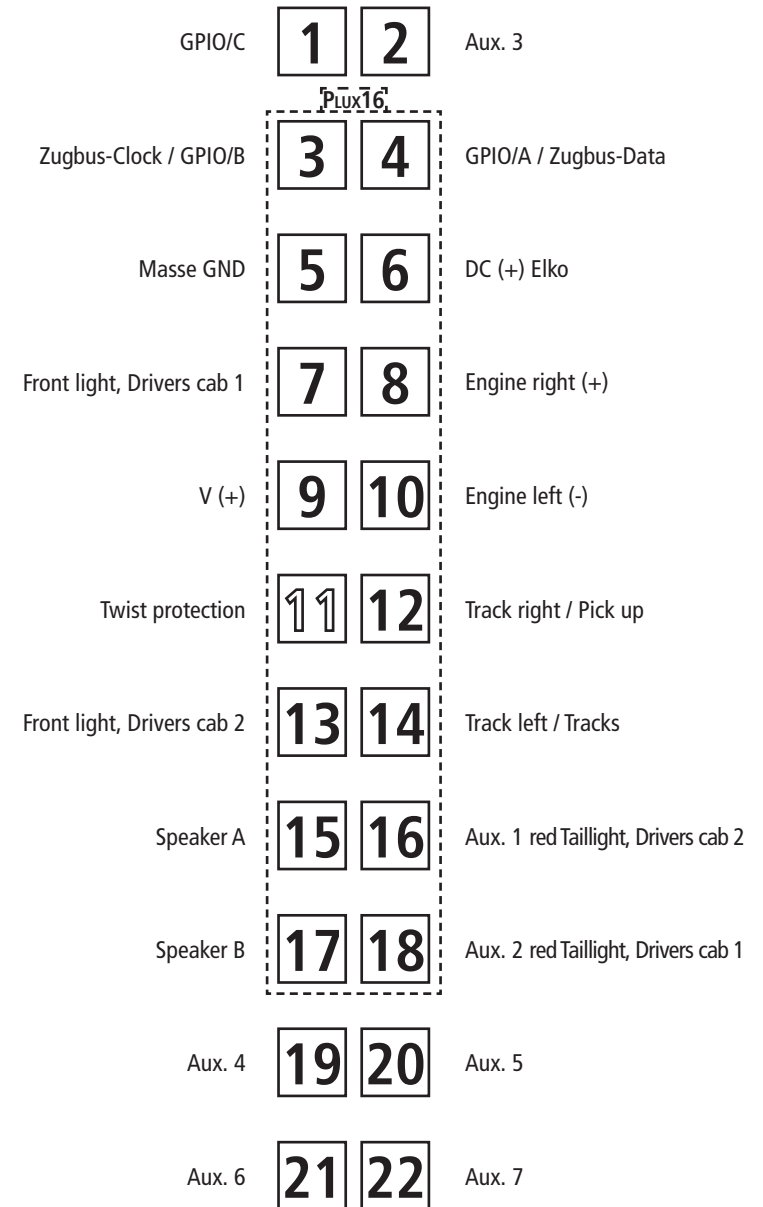 GPIO/C 1 2 Aux. 3
PLUX16
Zugbus-Clock / GPIO/B 3 4 GPIO/A / Zugbus-Data
Masse GND 5 6 DC (+) Elko
Front light, Drivers cab 1 7 8 Engine right (+)
V (+) 9 10 Engine left (-)
Twist protection 11 12 Track right / Pick up
Front light, Drivers cab 2 13 14 Track left / Tracks
Speaker A 15 16 Aux. 1 red Taillight, Drivers cab 2
Speaker B 17 18 Aux. 2 red Taillight, Drivers cab 1
Aux. 4 19 20 Aux. 5
Aux. 6 21 22 Aux. 7